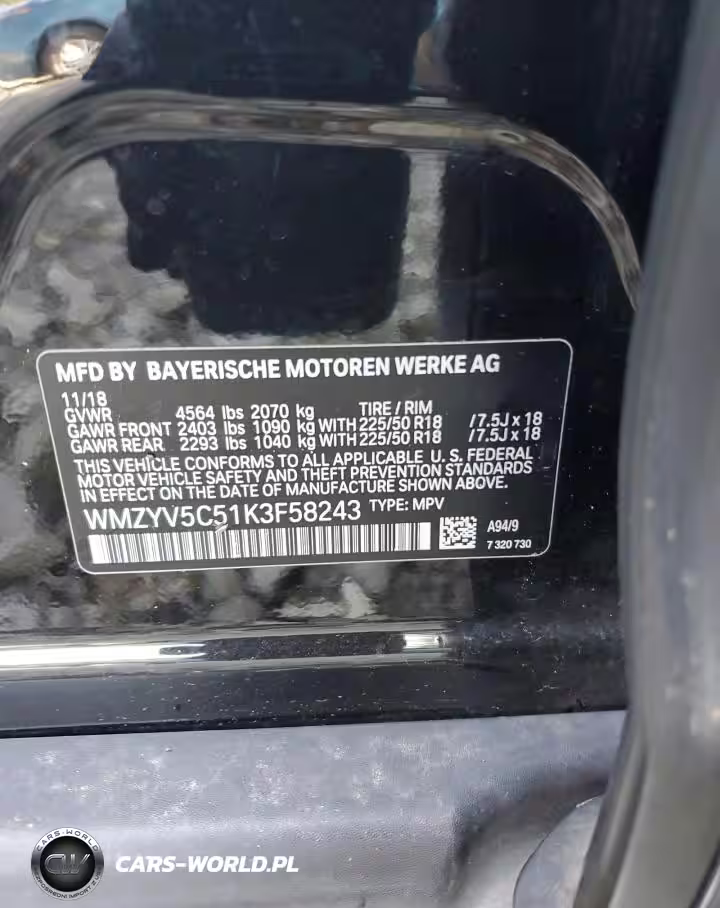 MFD BY BAYERISCHE MOTOREN WERKE AG
11/18
GVWR 4564 lbs 2070 kg TIRE / RIM
GAWR FRONT 2403 lbs 1090 kg WITH 225/50 R18 /7.5J x 18
GAWR REAR 2293 lbs 1040 kg WITH 225/50 R18 /7.5J x 18
THIS VEHICLE CONFORMS TO ALL APPLICABLE U. S. FEDERAL
MOTOR VEHICLE SAFETY AND THEFT PREVENTION STANDARDS
IN EFFECT ON THE DATE OF MANUFACTURE SHOWN ABOVE.
WMZYV5C51K3F58243 TYPE: MPV
A94/9
7 320 730
CARS-WORLD
CW
CARS-WORLD.PL